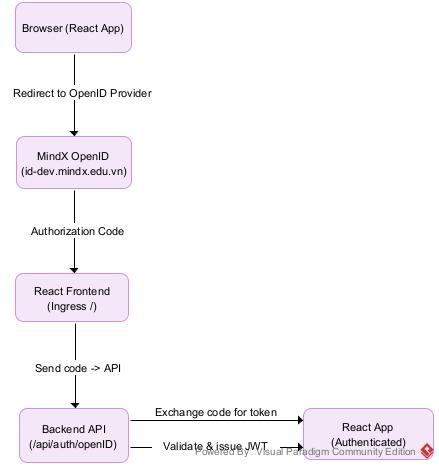 Browser (React App)
Redirect to OpenID Provider
MindX OpenID
(id-dev.mindx.edu.vn)
Authorization Code
React Frontend
(Ingress /)
Send code -> API
Backend API
(/api/auth/openID)
Exchange code for token
Validate & issue JWT
React App
(Authenticated)
Powered By Visual Paradigm Community Edition